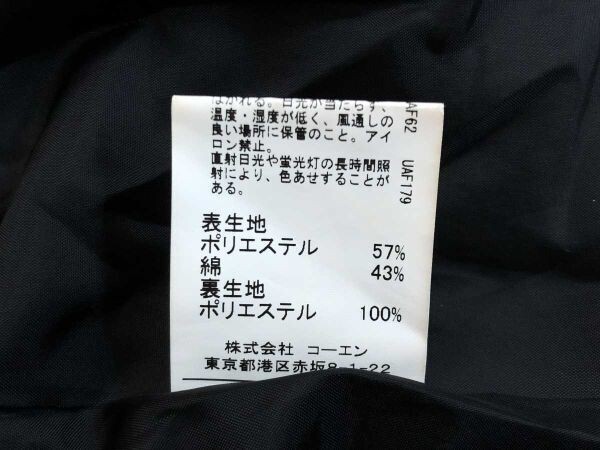 はがれる。日光が当たらず、
温度・湿度が低く、風通しの
良い場所に保管のこと。アイ
ロン禁止。
直射日光や蛍光灯の長時間照
射により、色あせすることが
ある。
AF62 UAF179
表生地
ポリエステル 57%
綿 43%
裏生地
ポリエステル 100%
株式会社 コーエン
東京都港区赤坂8-1-22